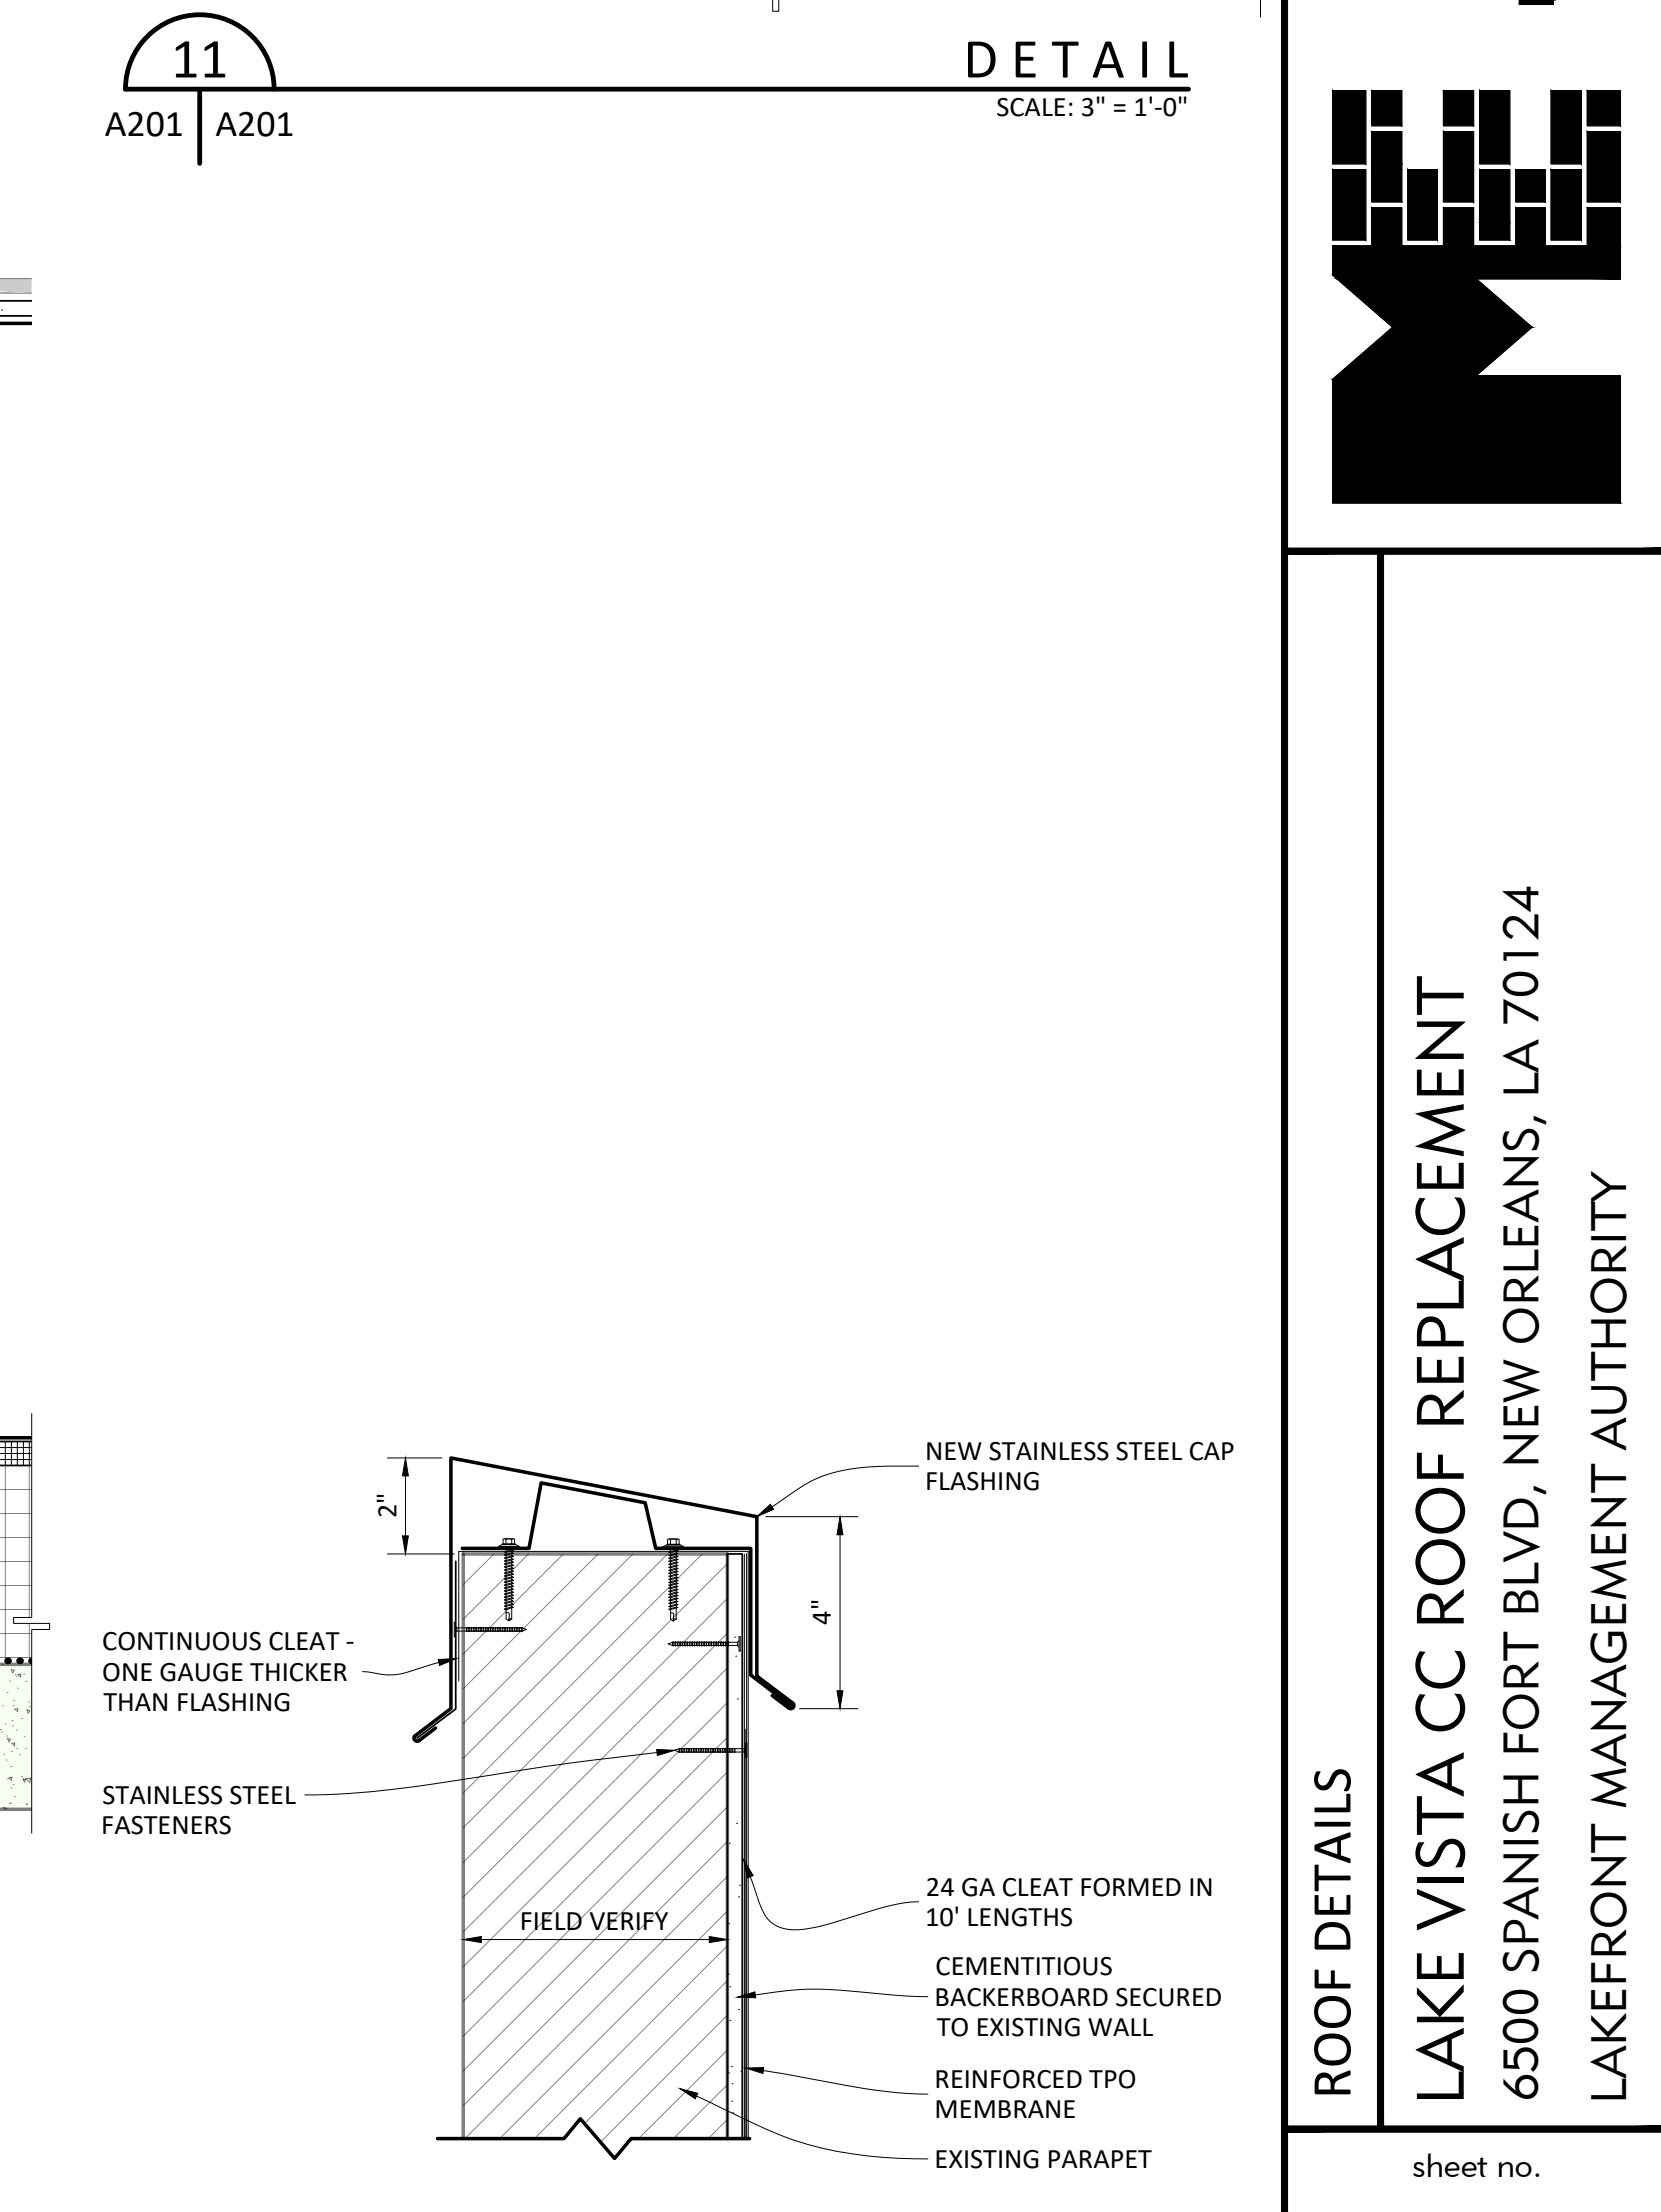 11
DETAIL
A201
A201
SCALE: 3" = 1'-0"
2"
4"
NEW STAINLESS STEEL CAP
FLASHING
CONTINUOUS CLEAT -
ONE GAUGE THICKER
THAN FLASHING
STAINLESS STEEL
FASTENERS
24 GA CLEAT FORMED IN
10' LENGTHS
FIELD VERIFY
CEMENTITIOUS
BACKERBOARD SECURED
TO EXISTING WALL
REINFORCED TPO
MEMBRANE
EXISTING PARAPET
ROOF DETAILS
LAKE VISTA CC ROOF REPLACEMENT
6500 SPANISH FORT BLVD, NEW ORLEANS, LA 70124
LAKEFRONT MANAGEMENT AUTHORITY
sheet no.